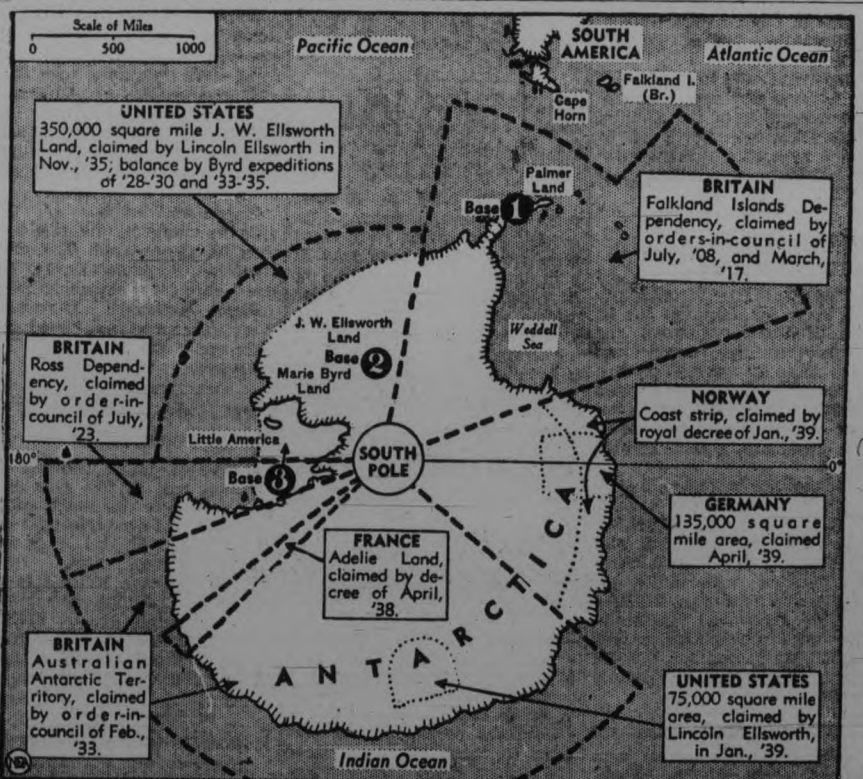 Scale of Miles
0 500 1000
Pacific Ocean
SOUTH
AMERICA
Atlantic Ocean
Falkland I.
(Br.)
Cape
Horn
UNITED STATES
350,000 square mile J. W. Ellsworth
Land, claimed by Lincoln Ellsworth in
Nov., '35; balance by Byrd expeditions
of '28-'30 and '33-'35.
Palmer
Land
Base 1
BRITAIN
Falkland Islands De-
pendency, claimed by
orders-in-council of
July, '08, and March,
'17.
J. W. Ellsworth
Land
Base 2
Marie Byrd
Land
Weddell
Sea
BRITAIN
Ross Depend-
ency, claimed
by order-in-
council of July,
'23.
NORWAY
Coast strip, claimed by
royal decree of Jan., '39.
Little America
180°
SOUTH
POLE
0°
Base 3
GERMANY
135,000 square
mile area, claimed
April, '39.
FRANCE
Adelie Land,
claimed by de-
cree of April,
'38.
ANTARCTICA
BRITAIN
Australian
Antarctic Ter-
ritory, claimed
by order-in-
council of Feb.,
'33.
UNITED STATES
75,000 square mile
area, claimed by
Lincoln Ellsworth,
in Jan., '39.
Indian Ocean
NEA